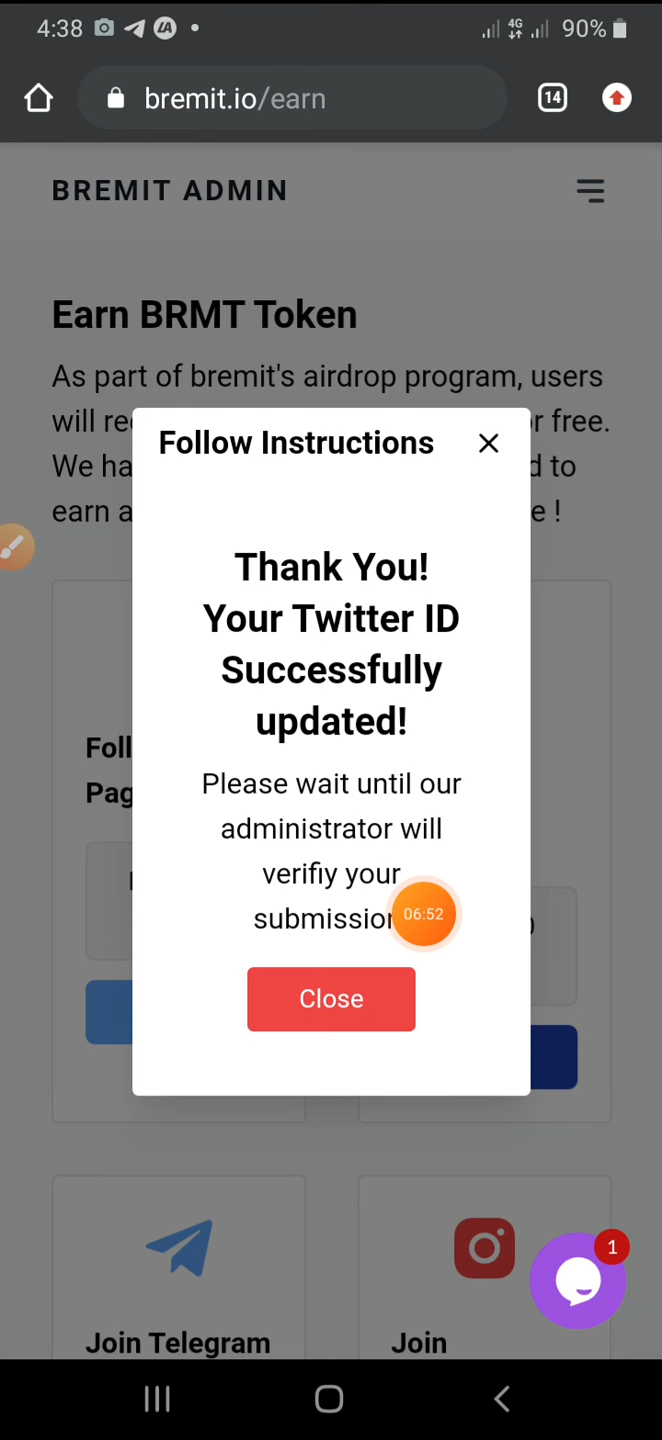 4:38 4G 90%
bremit.io/earn 14
BREMIT ADMIN
Earn BRMT Token
As part of bremit's airdrop program, users
will re r free.
We ha d to
earn a e !
Follow Instructions
Thank You!
Your Twitter ID
Successfully
updated!
Foll
Pag
Please wait until our
administrator will
verifiy your
submission
06:52
Close
1
Join Telegram
Join